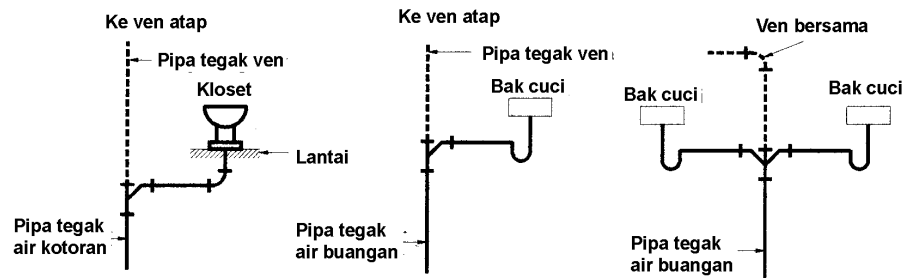 Ke ven atap
Pipa tegak ven
Kloset
Lantai
Pipa tegak
air kotoran
Ke ven atap
Pipa tegak ven
Bak cuci
Pipa tegak
air buangan
Ven bersama
Bak cuci
Bak cuci
Pipa tegak
air buangan